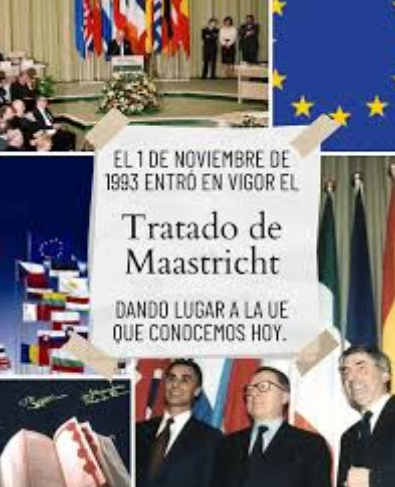 EL 1 DE NOVIEMBRE DE
1993 ENTRÓ EN VIGOR EL
Tratado de
Maastricht
DANDO LUGAR A LA UE
QUE CONOCEMOS HOY.